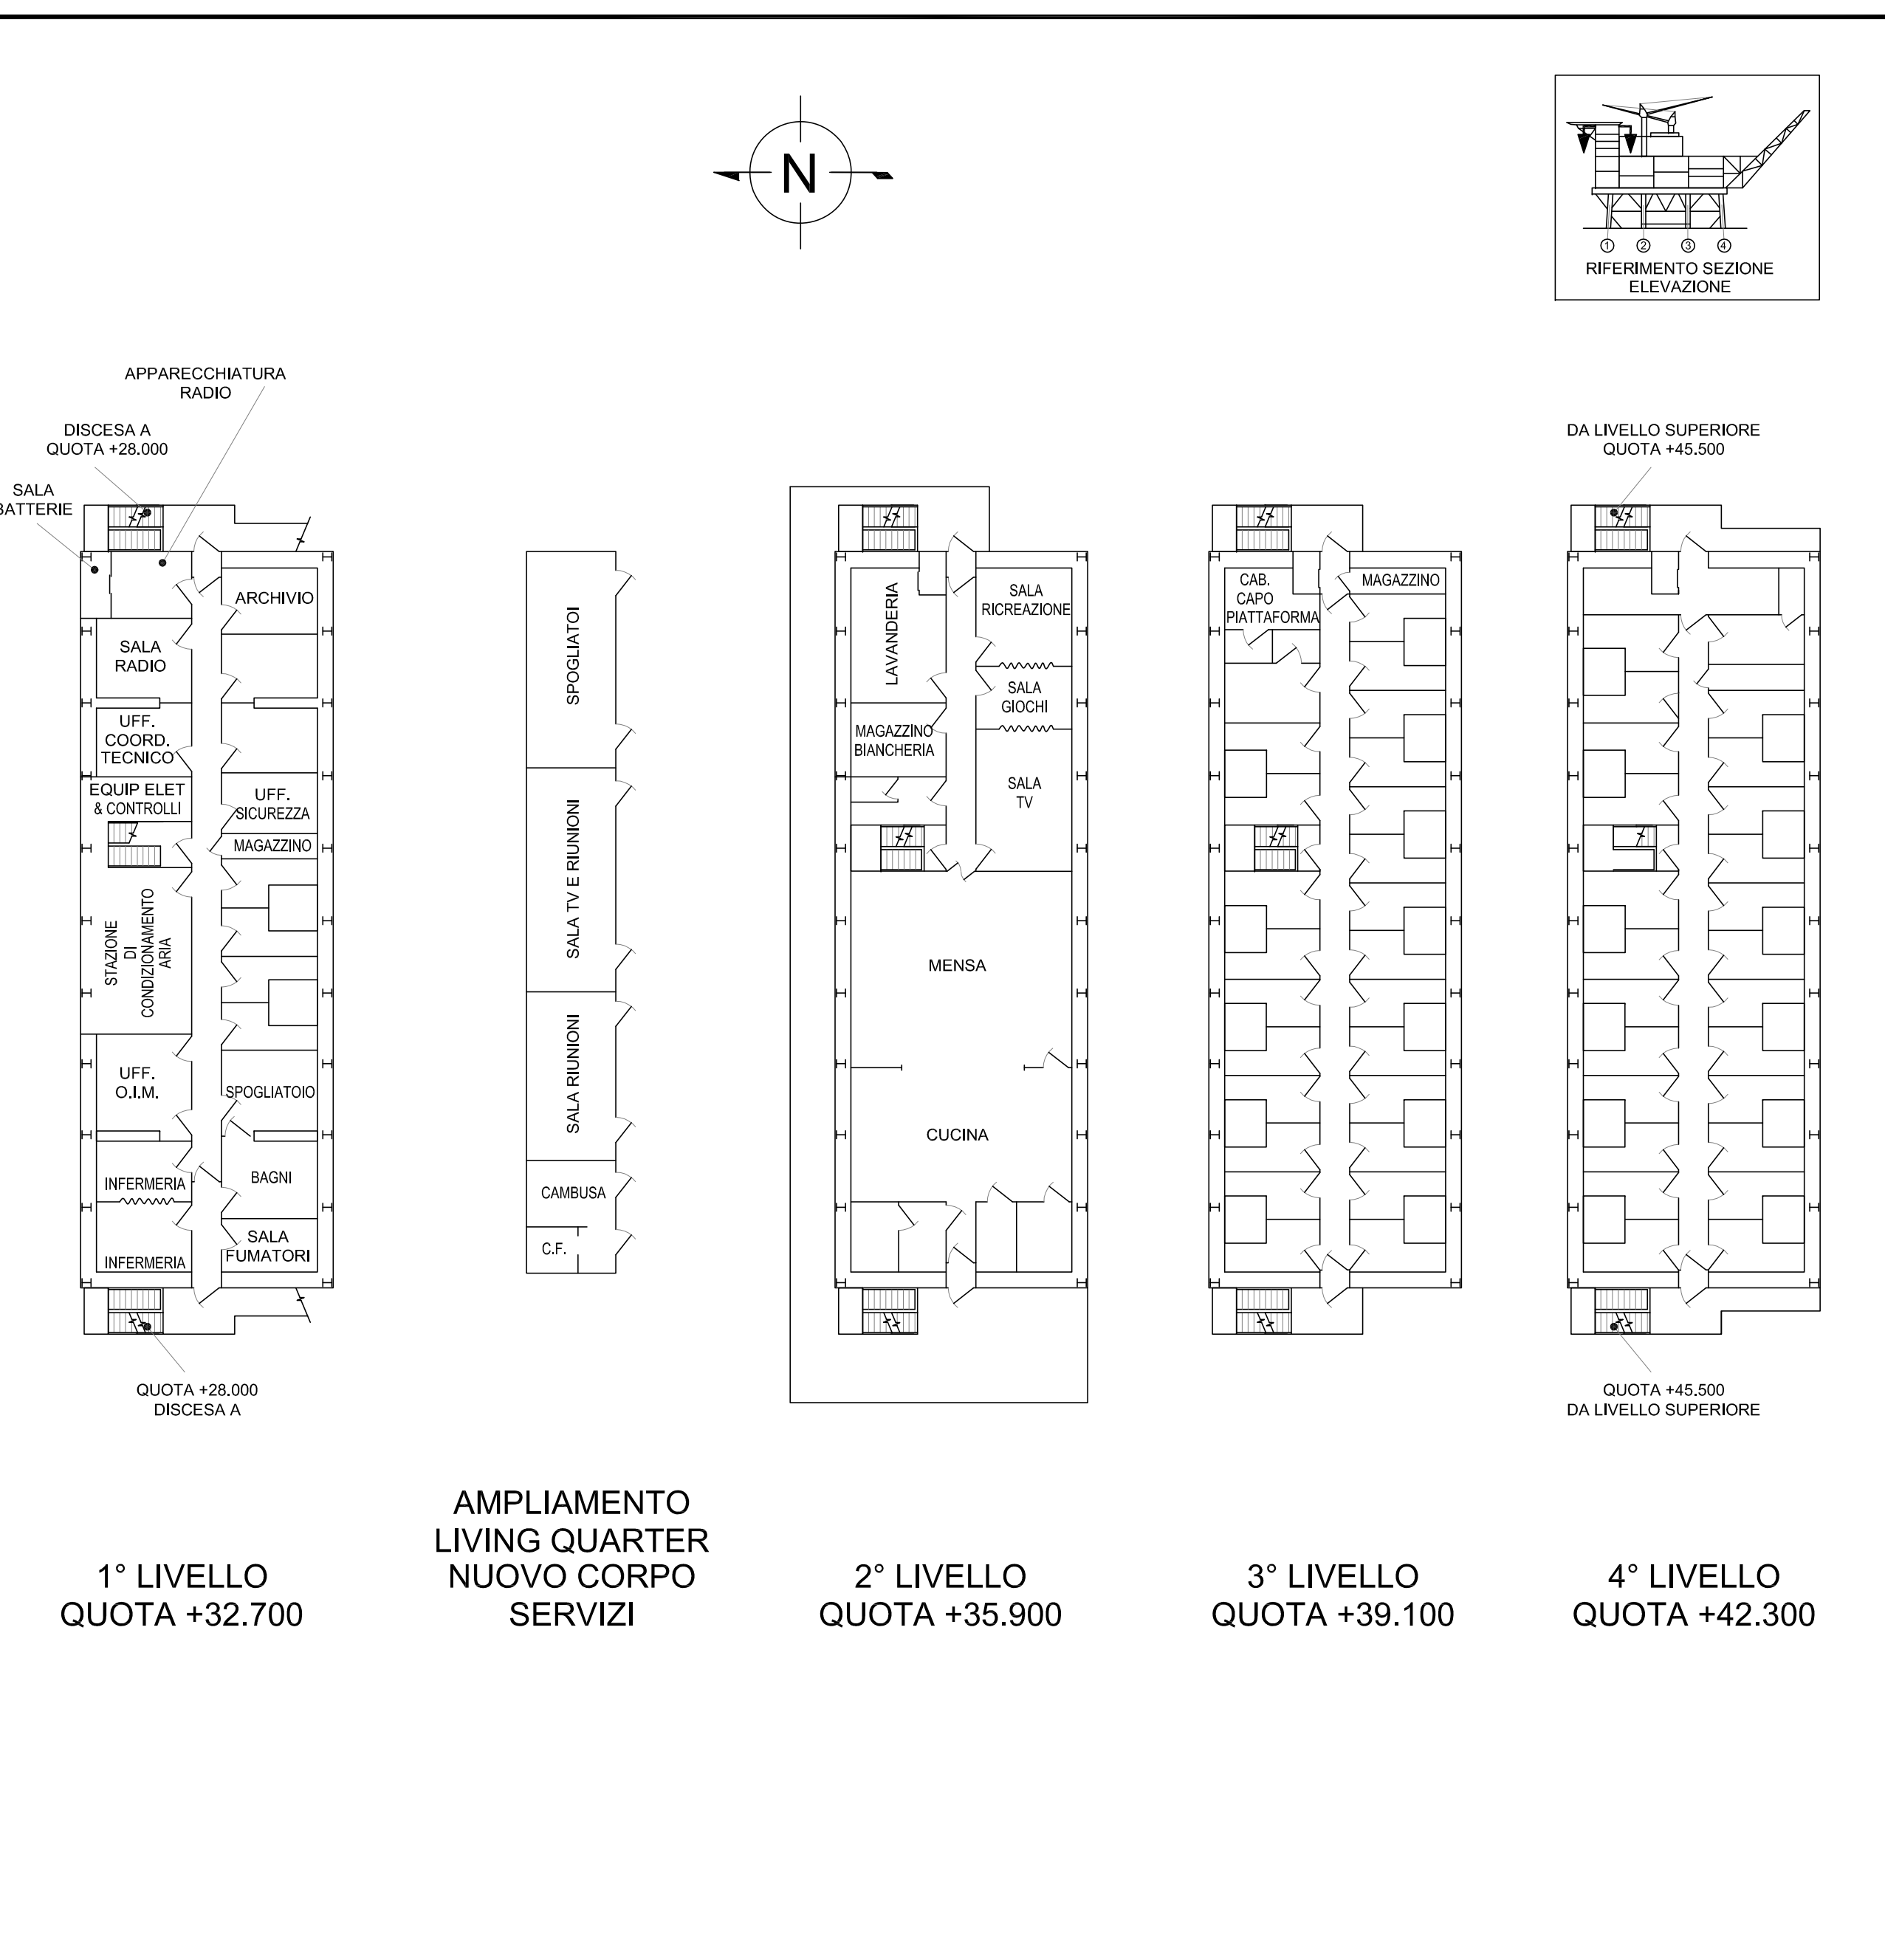 N
1 2 3 4
RIFERIMENTO SEZIONE
ELEVAZIONE
APPARECCHIATURA
RADIO
DISCESA A
QUOTA +28.000
SALA
BATTERIE
ARCHIVIO
SALA
RADIO
UFF.
COORD.
TECNICO
EQUIP ELET
& CONTROLLI
UFF.
SICUREZZA
MAGAZZINO
STAZIONE
DI
CONDIZIONAMENTO
ARIA
UFF.
O.I.M.
SPOGLIATOIO
INFERMERIA
BAGNI
INFERMERIA
SALA
FUMATORI
QUOTA +28.000
DISCESA A
1° LIVELLO
QUOTA +32.700
SPOGLIATOI
SALA TV E RIUNIONI
SALA RIUNIONI
CAMBUSA
C.F.
AMPLIAMENTO
LIVING QUARTER
NUOVO CORPO
SERVIZI
LAVANDERIA
SALA
RICREAZIONE
SALA
GIOCHI
MAGAZZINO
BIANCHERIA
SALA
TV
MENSA
CUCINA
2° LIVELLO
QUOTA +35.900
CAB.
CAPO
PIATTAFORMA
MAGAZZINO
3° LIVELLO
QUOTA +39.100
DA LIVELLO SUPERIORE
QUOTA +45.500
QUOTA +45.500
DA LIVELLO SUPERIORE
4° LIVELLO
QUOTA +42.300